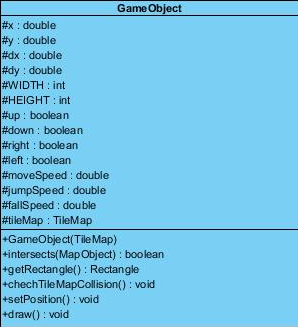 GameObject
#x : double
#y : double
#dx : double
#dy : double
#WIDTH : int
#HEIGHT : int
#up : boolean
#down : boolean
#right : boolean
#left : boolean
#moveSpeed : double
#jumpSpeed : double
#fallSpeed : double
#tileMap : TileMap
+GameObject(TileMap)
+intersects(MapObject) : boolean
+getRectangle() : Rectangle
+chechTileMapCollision() : void
+setPosition() : void
+draw() : void